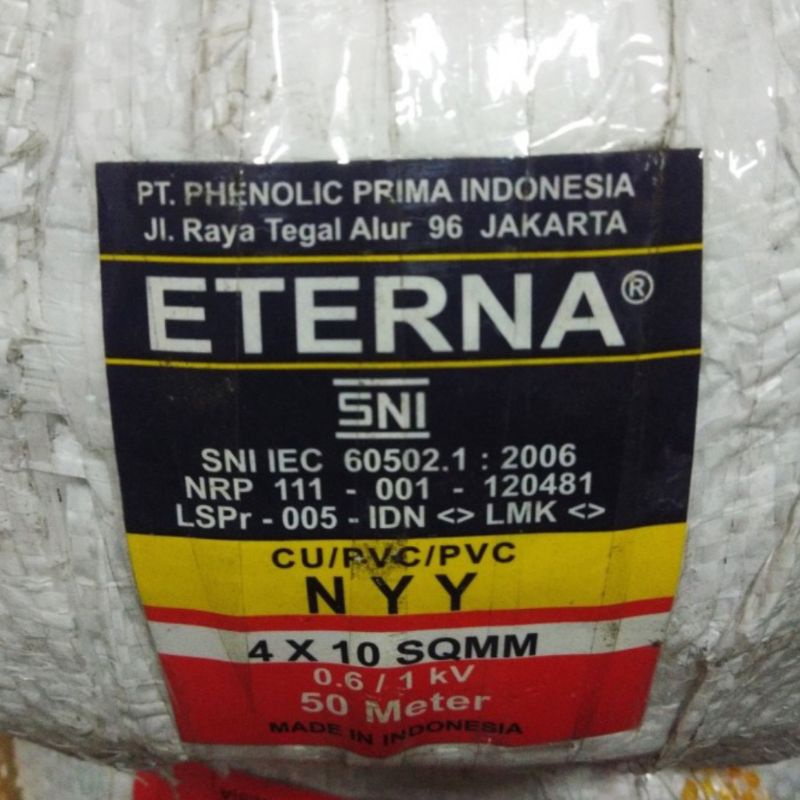 PT. PHENOLIC PRIMA INDONESIA
Jl. Raya Tegal Alur 96 JAKARTA
ETERNA®
SNI
SNI IEC 60502.1 : 2006
NRP 111 - 001 - 120481
LSPr - 005 - IDN <> LMK <>
CU/PVC/PVC
NYY
4 X 10 SQMM
0.6 / 1 kV
50 Meter
MADE IN INDONESIA